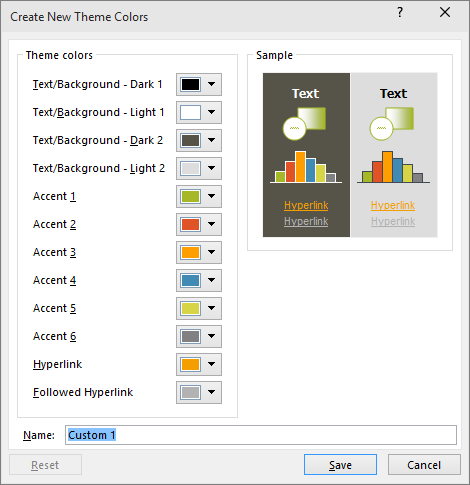 Create New Theme Colors ?
Theme colors
Text/Background - Dark 1
Text/Background - Light 1
Text/Background - Dark 2
Text/Background - Light 2
Accent 1
Accent 2
Accent 3
Accent 4
Accent 5
Accent 6
Hyperlink
Followed Hyperlink
Sample
Text Text
Hyperlink Hyperlink
Hyperlink Hyperlink
Name: Custom 1
Reset Save Cancel